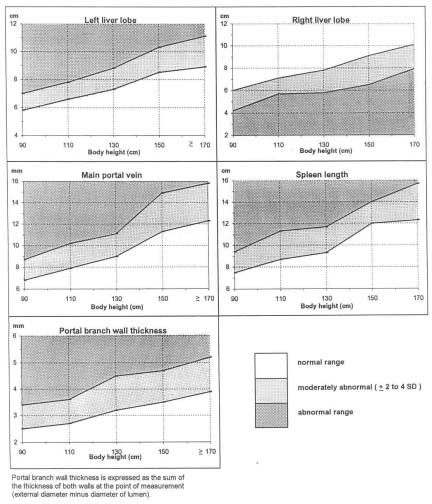 cm
Left liver lobe
12
10
8
6
4
90 110 130 150 ≥ 170
Body height (cm)
cm
Right liver lobe
12
10
8
6
4
2
90 110 130 150 170
Body height (cm)
mm
Main portal vein
16
14
12
10
8
6
90 110 130 150 ≥ 170
Body height (cm)
cm
Spleen length
16
14
12
10
8
6
90 110 130 150 170
Body height (cm)
mm
Portal branch wall thickness
6
5
4
3
2
90 110 130 150 ≥ 170
Body height (cm)
normal range
moderately abnormal ( ± 2 to 4 SD )
abnormal range
Portal branch wall thickness is expressed as the sum of
the thickness of both walls at the point of measurement
(external diameter minus diameter of lumen).